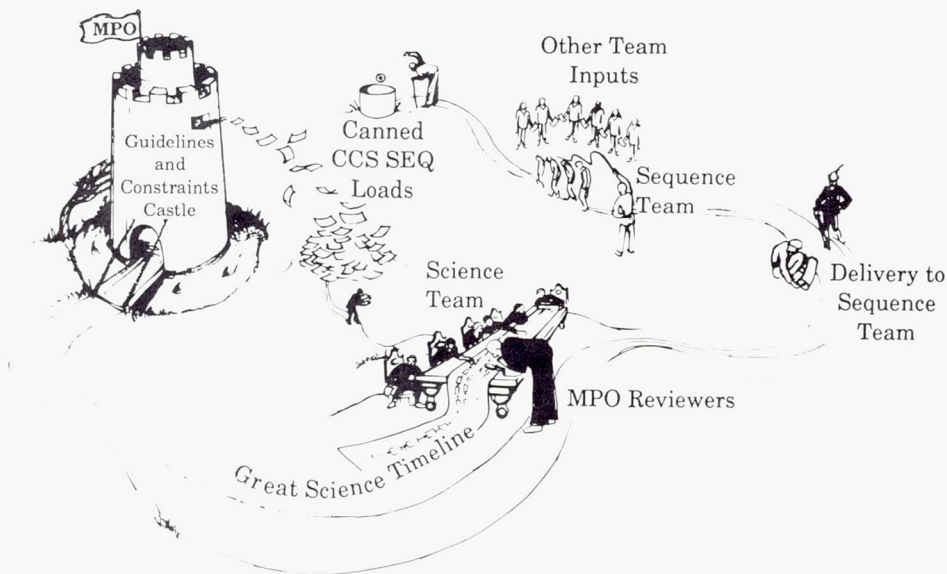 MPO
Guidelines
and
Constraints
Castle
Canned
CCS SEQ
Loads
Other Team
Inputs
Sequence
Team
Delivery to
Sequence
Team
Science
Team
MPO Reviewers
Great Science Timeline